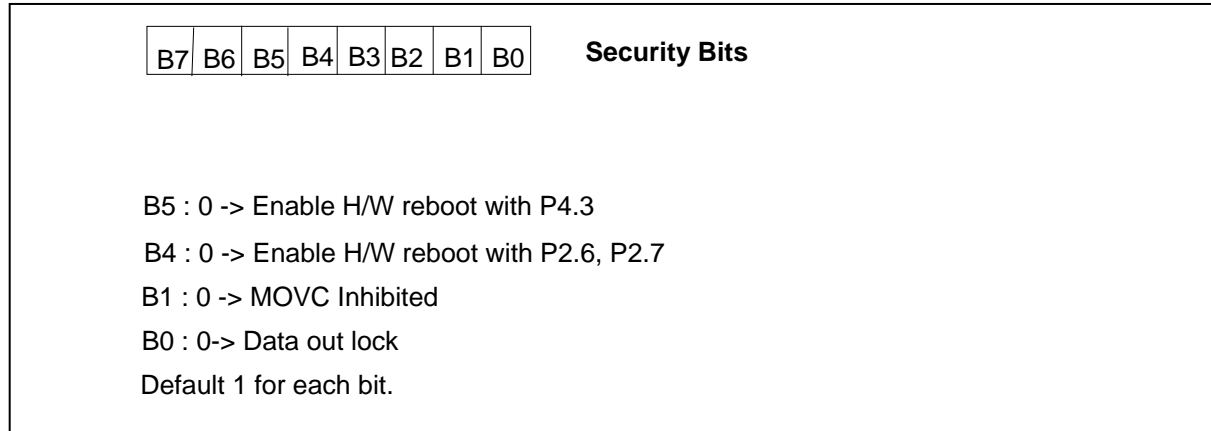 B7 B6 B5 B4 B3 B2 B1 B0 Security Bits
B5 : 0 -> Enable H/W reboot with P4.3
B4 : 0 -> Enable H/W reboot with P2.6, P2.7
B1 : 0 -> MOVC Inhibited
B0 : 0-> Data out lock
Default 1 for each bit.